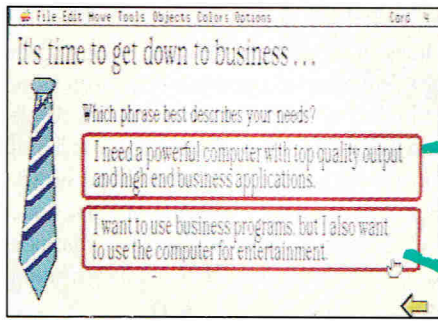 File Edit Move Tools Objects Colors Options Card 4
It's time to get down to business ...
Which phrase best describes your needs?
I need a powerful computer with top quality output
and high end business applications.
I want to use business programs, but I also want
to use the computer for entertainment.